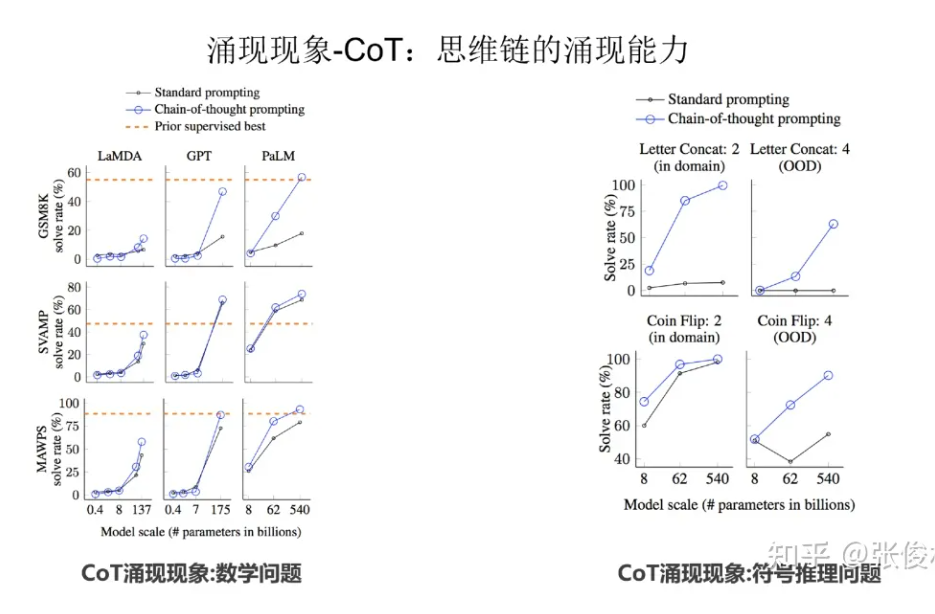 涌现现象-CoT：思维链的涌现能力
Standard prompting
Chain-of-thought prompting
Prior supervised best
LaMDA GPT PaLM
GSM8K
solve rate (%)
60
40
20
0
SVAMP
solve rate (%)
80
60
40
20
0
MAWPS
solve rate (%)
100
75
50
25
0
0.4 8 137 0.4 7 175 8 62 540
Model scale (# parameters in billions)
CoT涌现现象:数学问题
Standard prompting
Chain-of-thought prompting
Letter Concat: 2
(in domain)
Letter Concat: 4
(OOD)
Solve rate (%)
100
75
50
25
0
Coin Flip: 2
(in domain)
Coin Flip: 4
(OOD)
Solve rate (%)
100
80
60
40
8 62 540 8 62 540
Model scale (# parameters in billions)
CoT涌现现象:符号推理问题
知乎 @张俊